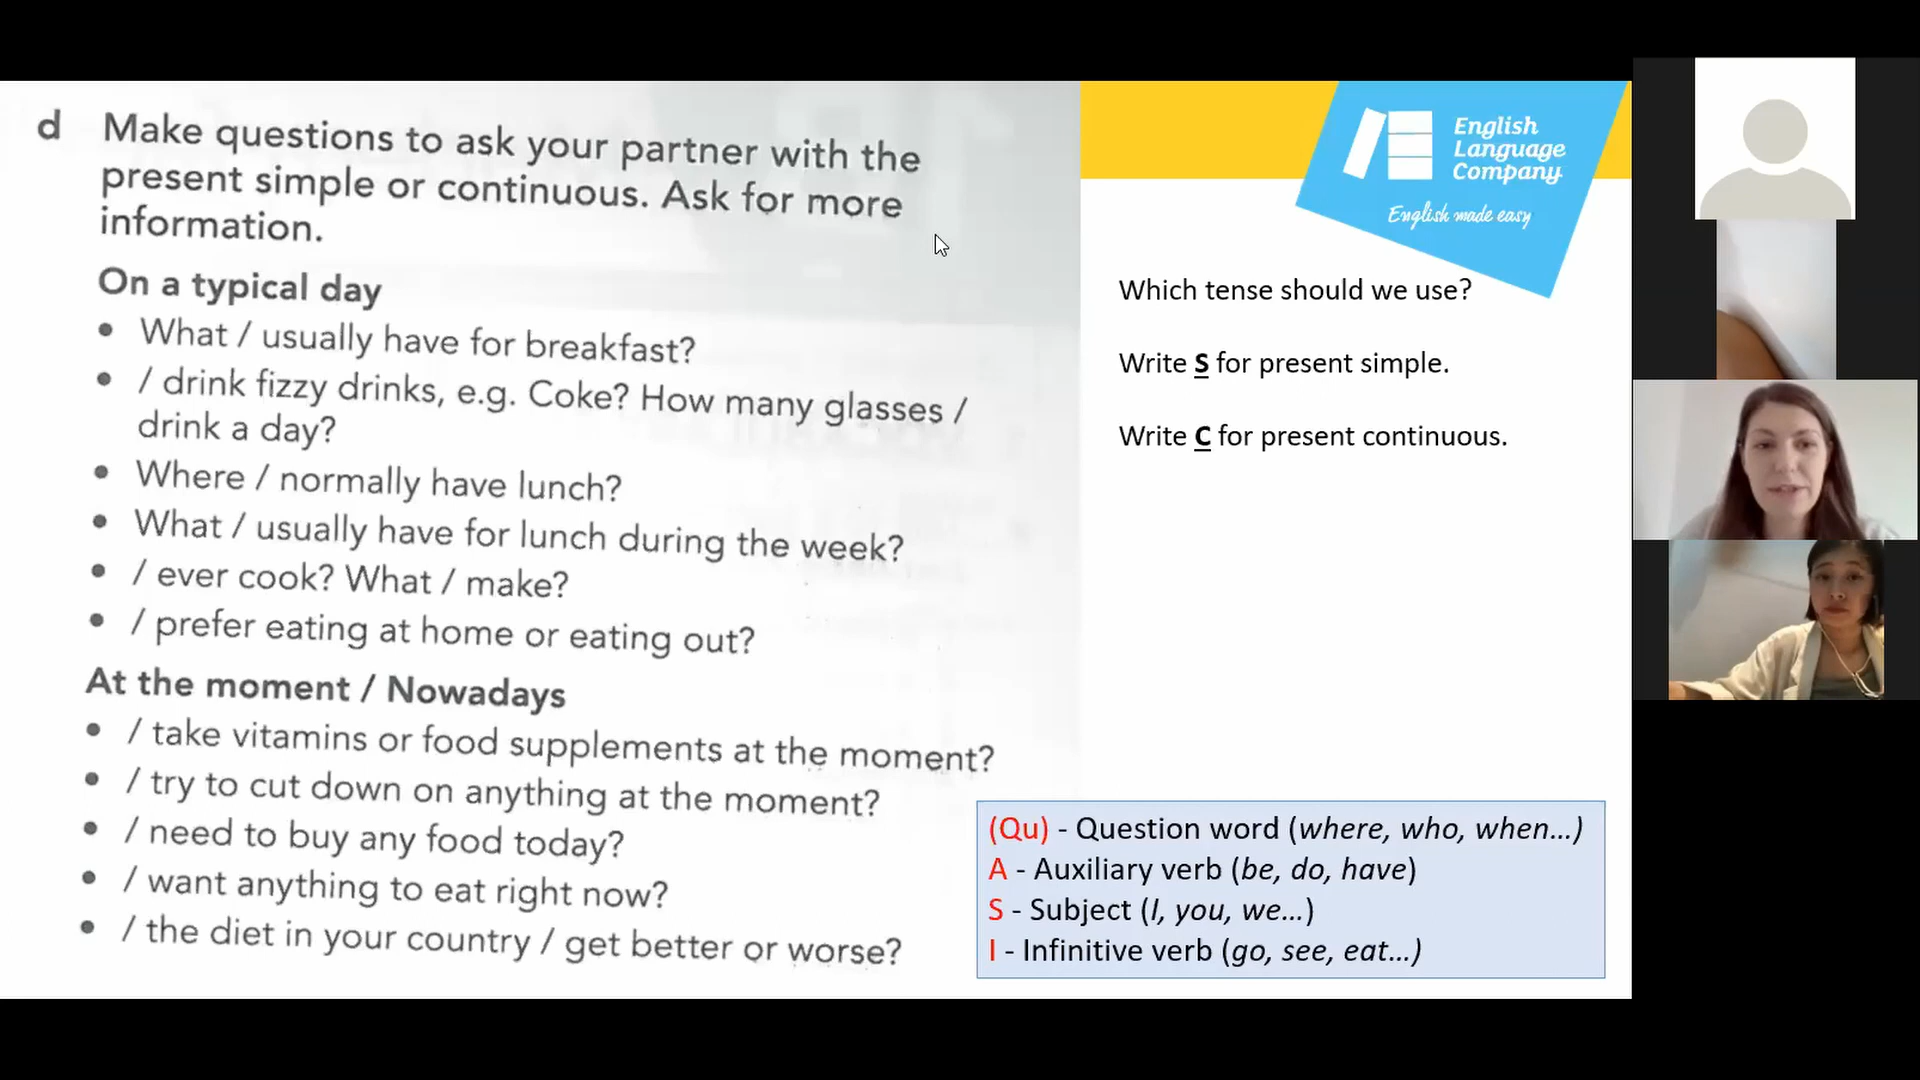 d Make questions to ask your partner with the
present simple or continuous. Ask for more
information.
On a typical day
• What / usually have for breakfast?
• / drink fizzy drinks, e.g. Coke? How many glasses /
drink a day?
• Where / normally have lunch?
• What / usually have for lunch during the week?
• / ever cook? What / make?
• / prefer eating at home or eating out?
At the moment / Nowadays
• / take vitamins or food supplements at the moment?
• / try to cut down on anything at the moment?
• / need to buy any food today?
• / want anything to eat right now?
• / the diet in your country / get better or worse?
English
Language
Company
English made easy
Which tense should we use?
Write S for present simple.
Write C for present continuous.
(Qu) - Question word (where, who, when...)
A - Auxiliary verb (be, do, have)
S - Subject (I, you, we...)
I - Infinitive verb (go, see, eat...)